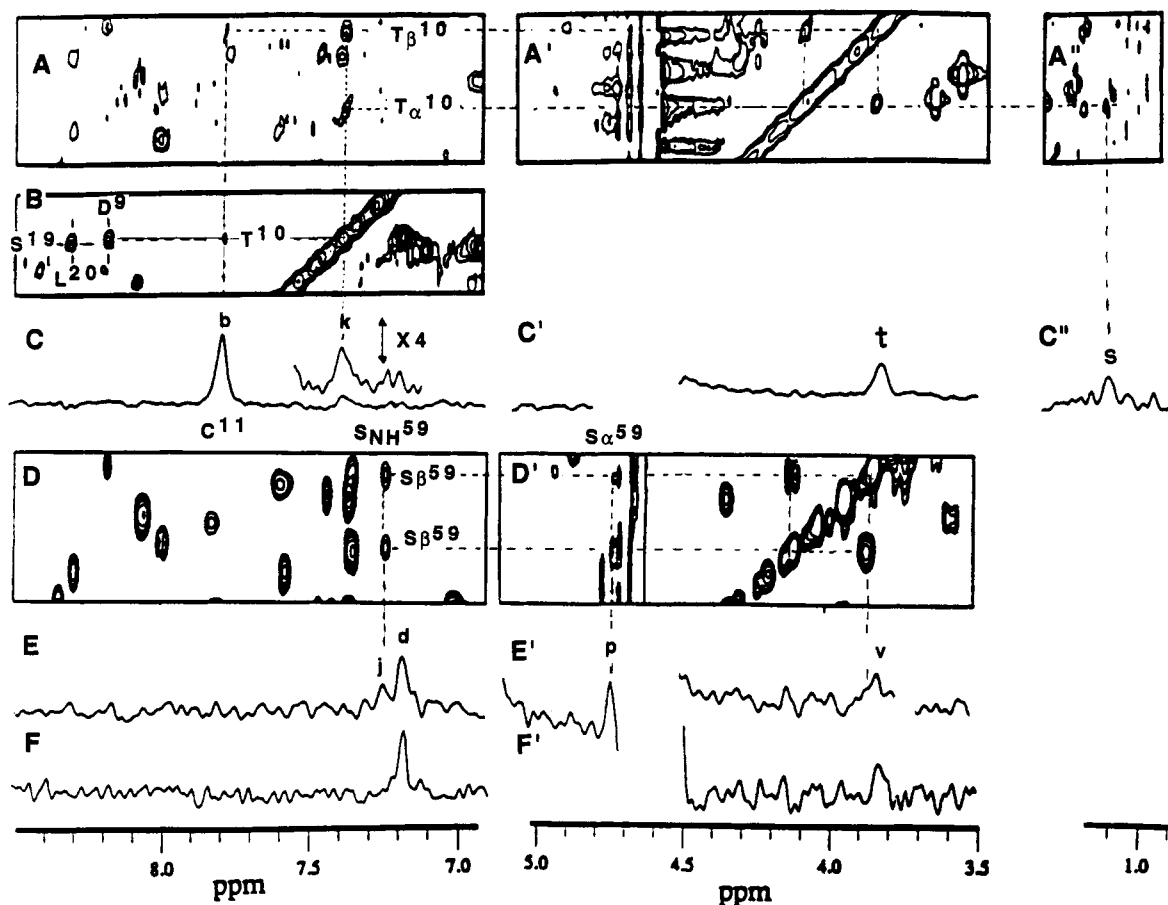 A Tβ10 A' A"
Tα10
B D9
S19 T10
L20
C b k X4 C' t C" s
C11 SNH59 Sα59
D Sβ59 D'
Sβ59
E j d E' p v
F F'
8.0 7.5 7.0 5.0 4.5 4.0 3.5 1.0
ppm ppm